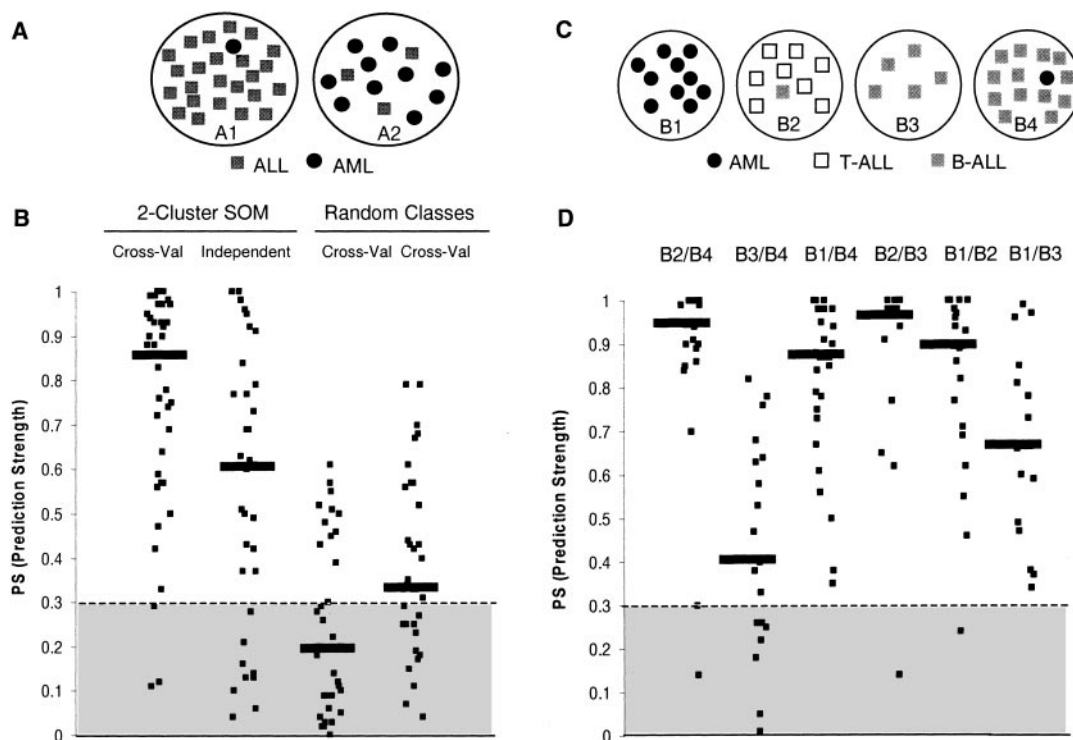 A
A1
A2
ALL
AML
B
2-Cluster SOM
Random Classes
Cross-Val
Independent
Cross-Val
Cross-Val
PS (Prediction Strength)
1
0.9
0.8
0.7
0.6
0.5
0.4
0.3
0.2
0.1
0
C
B1
B2
B3
B4
AML
T-ALL
B-ALL
D
B2/B4
B3/B4
B1/B4
B2/B3
B1/B2
B1/B3
PS (Prediction Strength)
1
0.9
0.8
0.7
0.6
0.5
0.4
0.3
0.2
0.1
0